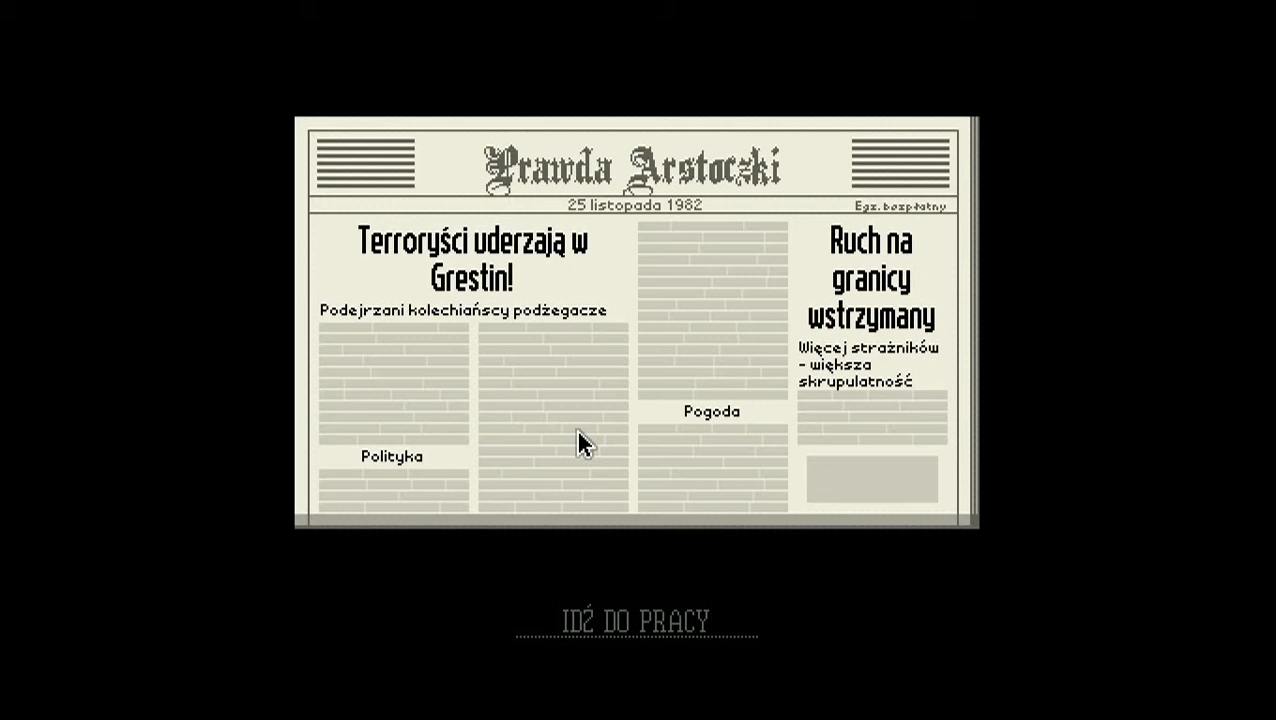 Prawda Arstoczki
25 listopada 1982
Egz. bezpłatny
Terroryści uderzają w
Grestin!
Podejrzani kolechiańscy podżegacze
Polityka
Pogoda
Ruch na
granicy
wstrzymany
Więcej strażników
- większa
skrupulatność
IDŹ DO PRACY